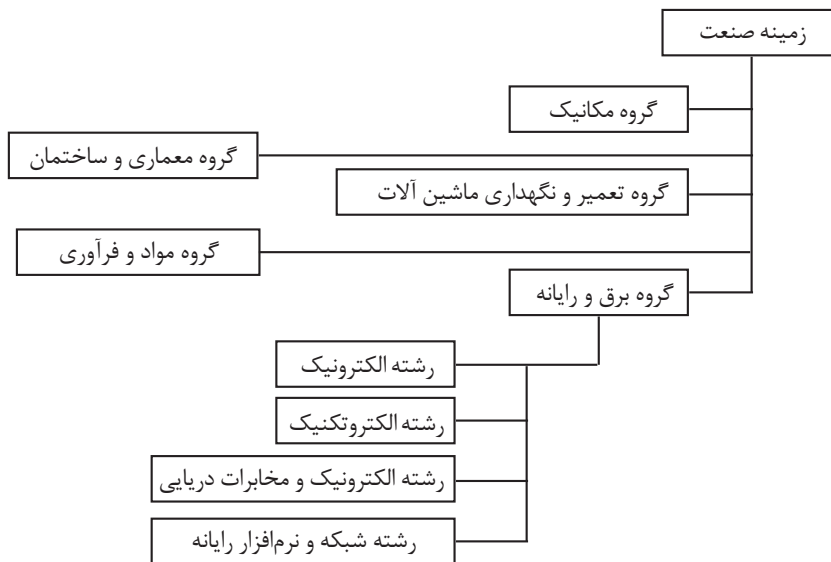 زمینه صنعت
گروه مکانیک
گروه معماری و ساختمان
گروه تعمیر و نگهداری ماشین آلات
گروه مواد و فرآوری
گروه برق و رایانه
رشته الکترونیک
رشته الکتروتکنیک
رشته الکترونیک و مخابرات دریایی
رشته شبکه و نرم‌افزار رایانه